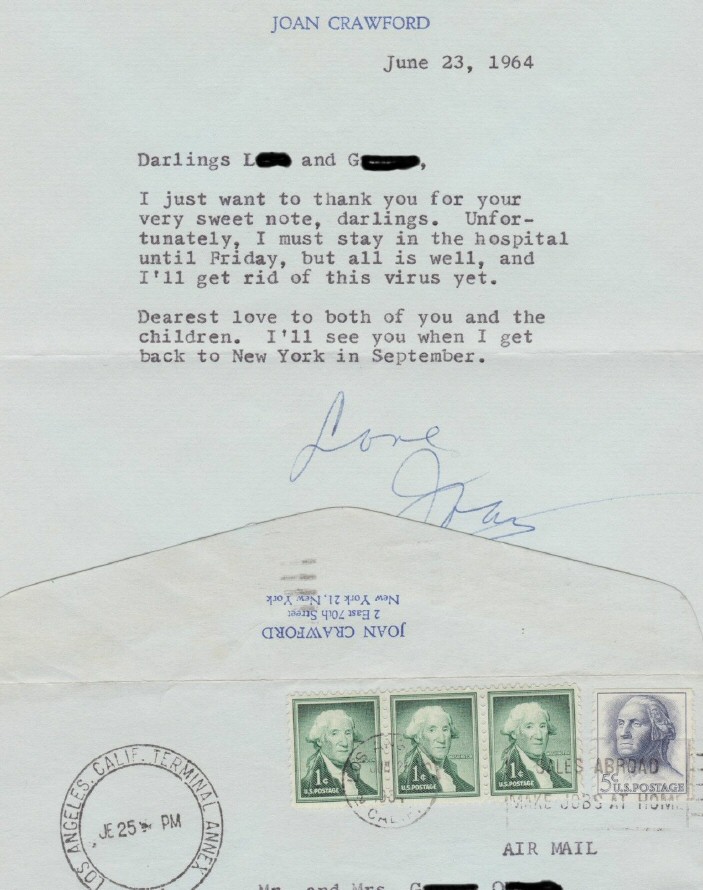 JOAN CRAWFORD
June 23, 1964
Darlings L and G,
I just want to thank you for your
very sweet note, darlings. Unfor-
tunately, I must stay in the hospital
until Friday, but all is well, and
I'll get rid of this virus yet.
Dearest love to both of you and the
children. I'll see you when I get
back to New York in September.
Love
Joan
JOAN CRAWFORD
2 East 70th Street
New York 21, New York
1¢
U.S. POSTAGE
1¢
U.S. POSTAGE
1¢
U.S. POSTAGE
5¢ U.S. POSTAGE
CALIF.
SALES ABROAD
MAKE JOBS AT HOME
LOS ANGELES, CALIF. TERMINAL ANNEX
JE 25 PM
AIR MAIL
Mr. and Mrs. G O